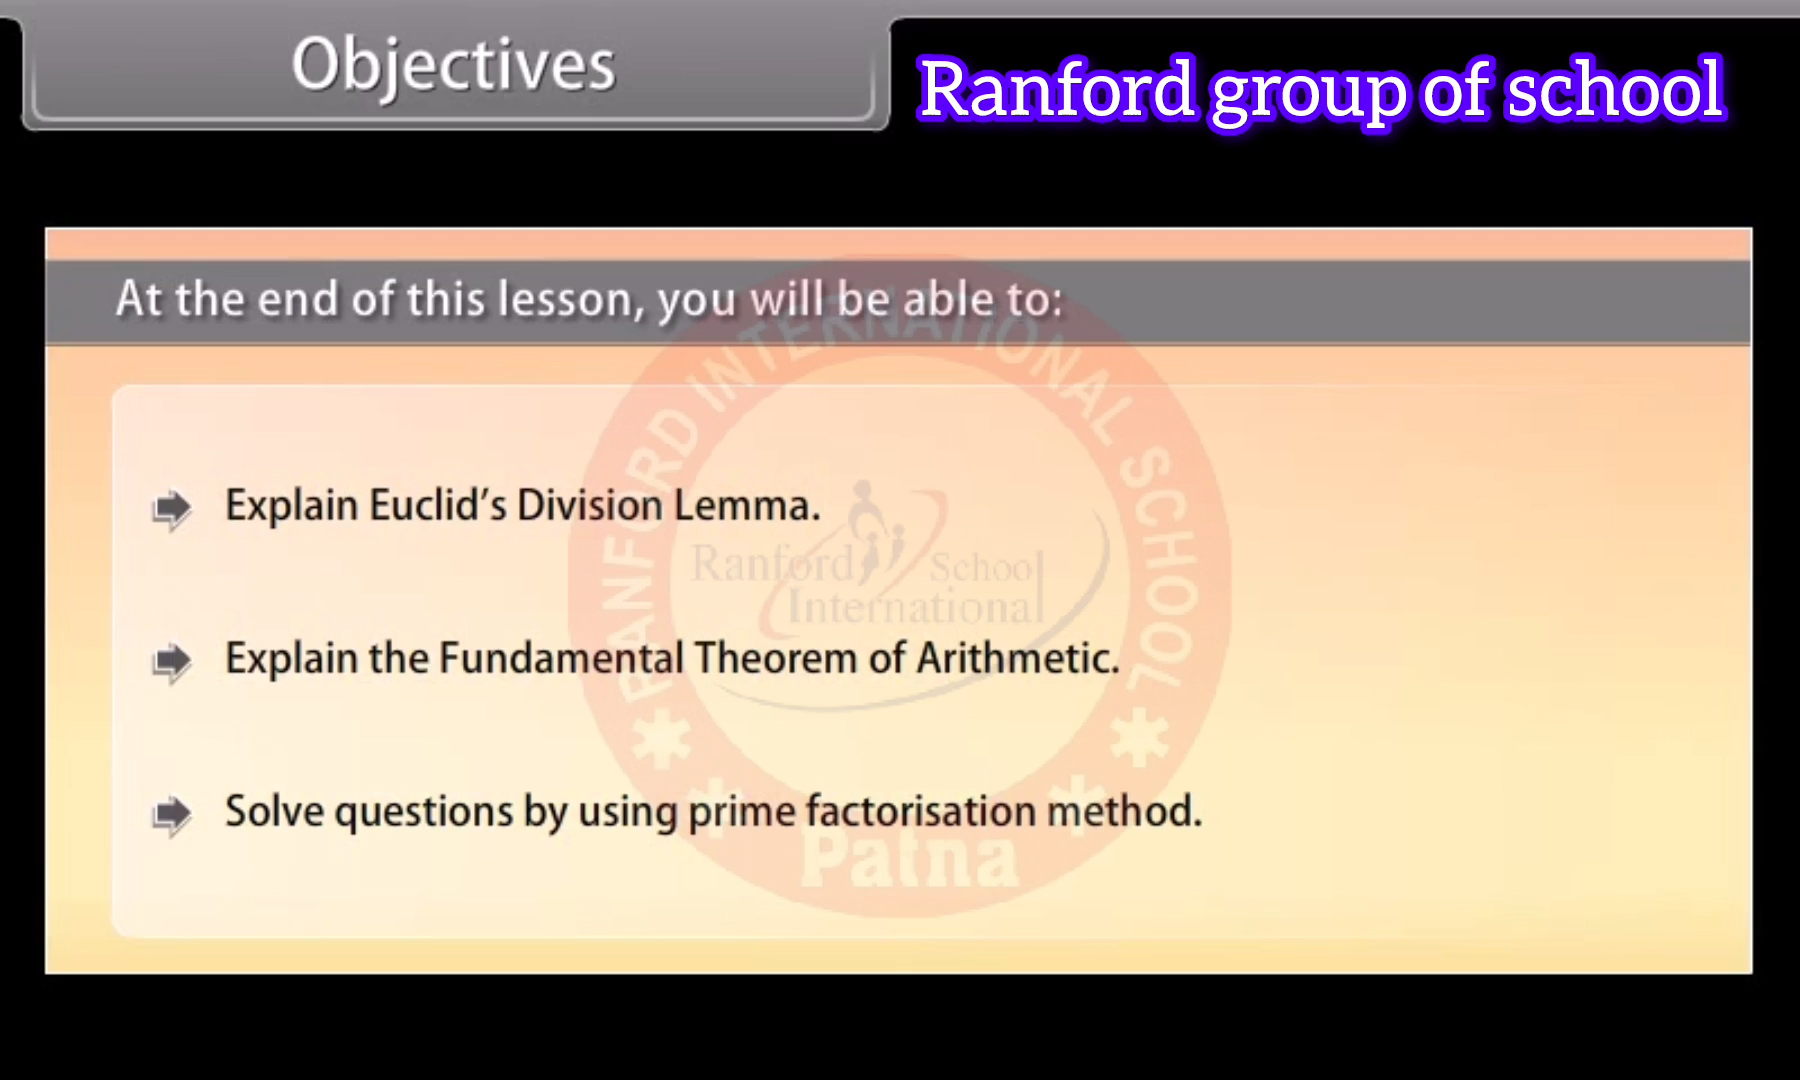 Objectives
Ranford group of school
At the end of this lesson, you will be able to:
Explain Euclid’s Division Lemma.
Explain the Fundamental Theorem of Arithmetic.
Solve questions by using prime factorisation method.
RANFORD INTERNATIONAL SCHOOL
Ranford School
International
Patna